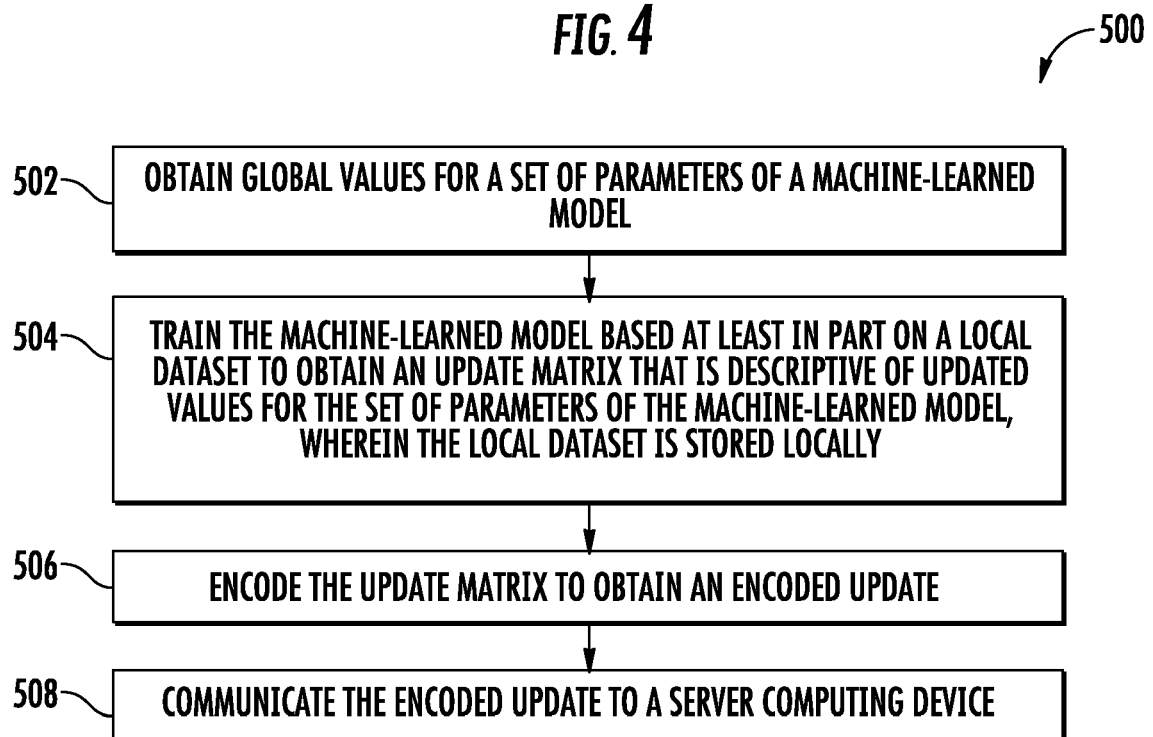 FIG. 4
500
502
OBTAIN GLOBAL VALUES FOR A SET OF PARAMETERS OF A MACHINE-LEARNED
MODEL
504
TRAIN THE MACHINE-LEARNED MODEL BASED AT LEAST IN PART ON A LOCAL
DATASET TO OBTAIN AN UPDATE MATRIX THAT IS DESCRIPTIVE OF UPDATED
VALUES FOR THE SET OF PARAMETERS OF THE MACHINE-LEARNED MODEL,
WHEREIN THE LOCAL DATASET IS STORED LOCALLY
506
ENCODE THE UPDATE MATRIX TO OBTAIN AN ENCODED UPDATE
508
COMMUNICATE THE ENCODED UPDATE TO A SERVER COMPUTING DEVICE